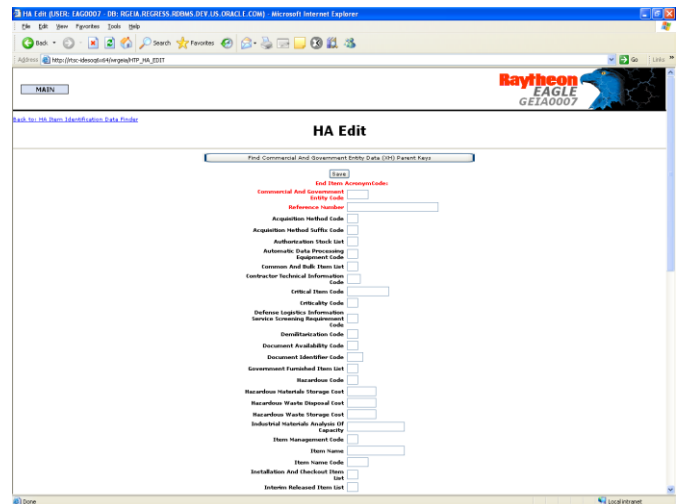 HA Edit (USER: EAG0007 - DB: RGEIA.REGRESS.RDBMS.DEV.US.ORACLE.COM) - Microsoft Internet Explorer
File Edit View Favorites Tools Help
Back Search Favorites
Address Go Links
MAIN
Raytheon
EAGLE
GEIA0007
Back to: HA Item Identification Data Finder
HA Edit
Find Commercial And Government Entity Data (XH) Parent Keys
Save
End Item AcronymCode:
Commercial And Government
Entity Code
Reference Number
Acquisition Method Code
Acquisition Method Suffix Code
Authorization Stock List
Automatic Data Processing
Equipment Code
Common And Bulk Item List
Contractor Technical Information
Code
Critical Item Code
Criticality Code
Defense Logistics Information
Service Screening Requirement
Code
Demilitarization Code
Document Availability Code
Document Identifier Code
Government Furnished Item List
Hazardous Code
Hazardous Materials Storage Cost
Hazardous Waste Disposal Cost
Hazardous Waste Storage Cost
Industrial Materials Analysis Of
Capacity
Item Management Code
Item Name
Item Name Code
Installation And Checkout Item
List
Interim Released Item List
Done Local intranet